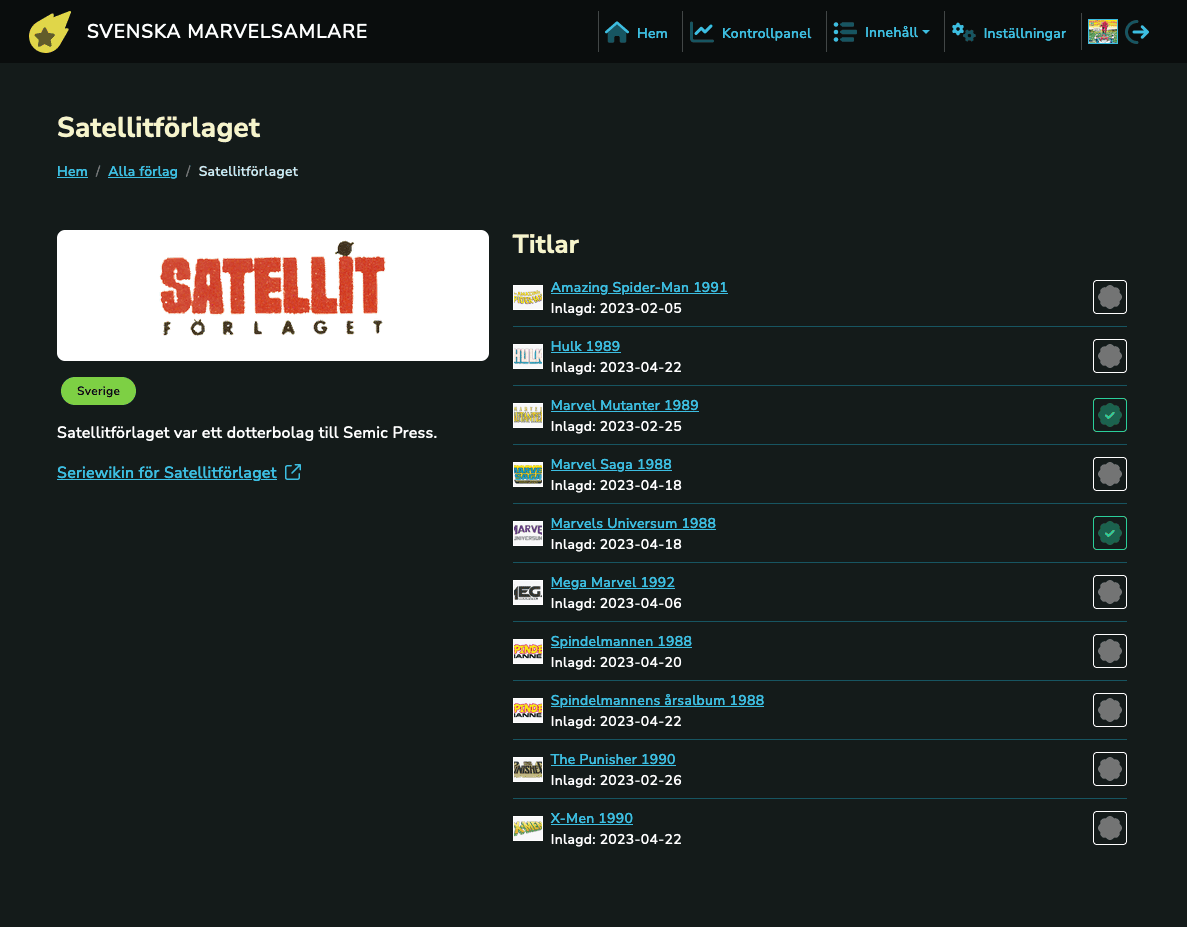 SVENSKA MARVELSAMLARE
Hem
Kontrollpanel
Innehåll
Inställningar
Satellitförlaget
Hem / Alla förlag / Satellitförlaget
SATELLIT
FÖRLAGET
Sverige
Satellitförlaget var ett dotterbolag till Semic Press.
Seriewikin för Satellitförlaget
Titlar
Amazing Spider-Man 1991
Inlagd: 2023-02-05
HULK
Hulk 1989
Inlagd: 2023-04-22
Marvel Mutanter 1989
Inlagd: 2023-02-25
Marvel Saga 1988
Inlagd: 2023-04-18
Marvels Universum 1988
Inlagd: 2023-04-18
Mega Marvel 1992
Inlagd: 2023-04-06
Spindelmannen 1988
Inlagd: 2023-04-20
Spindelmannens årsalbum 1988
Inlagd: 2023-04-22
The Punisher 1990
Inlagd: 2023-02-26
X-MEN
X-Men 1990
Inlagd: 2023-04-22